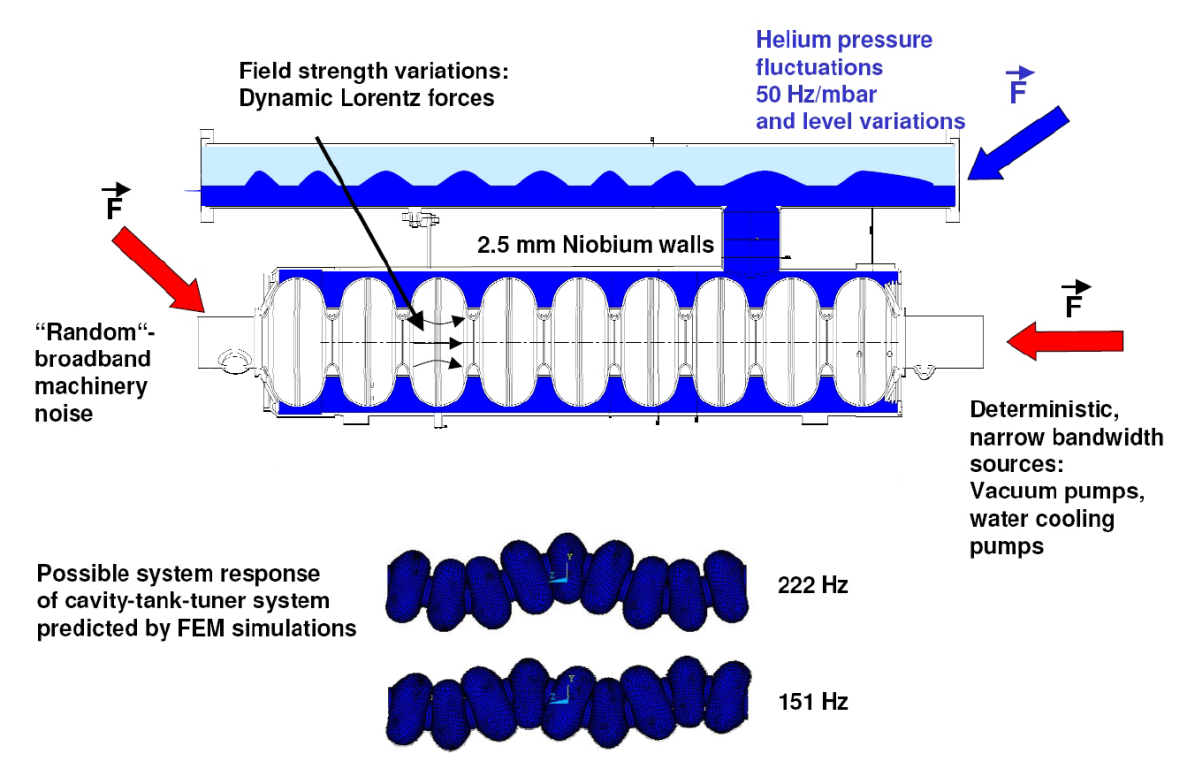 Helium pressure
fluctuations
50 Hz/mbar
and level variations
F
Field strength variations:
Dynamic Lorentz forces
F
2.5 mm Niobium walls
F
“Random“-
broadband
machinery
noise
Deterministic,
narrow bandwidth
sources:
Vacuum pumps,
water cooling
pumps
Possible system response
of cavity-tank-tuner system
predicted by FEM simulations
Y
Z
222 Hz
Y
Z
151 Hz